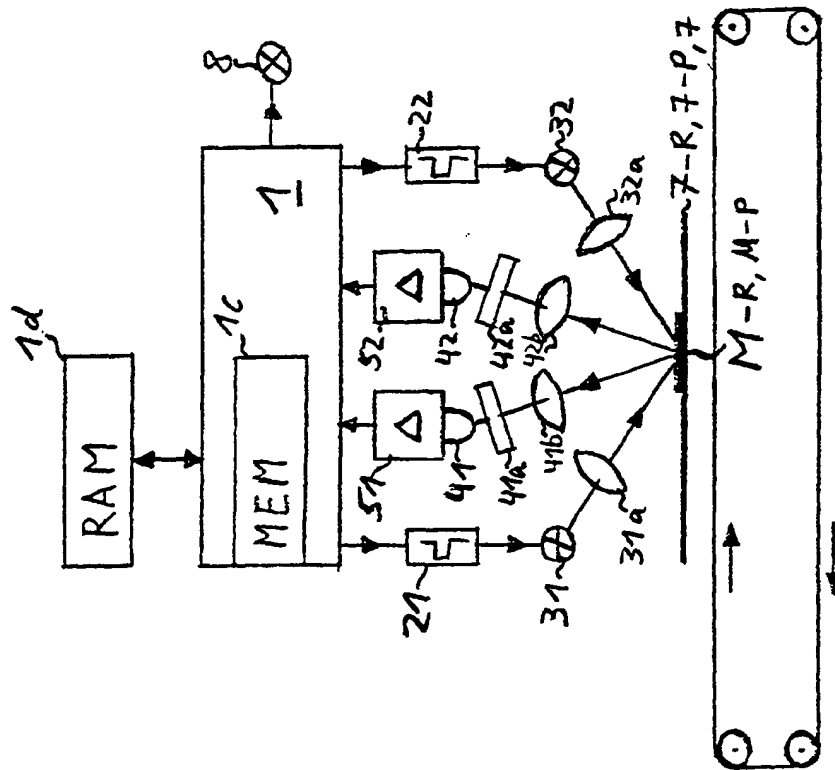 1d
RAM
8
1
1c
MEM
22
32
32a
52
42
42a
42b
51
41
41a
41b
21
31
31a
7-R, 7-P, 7
M-R, M-P